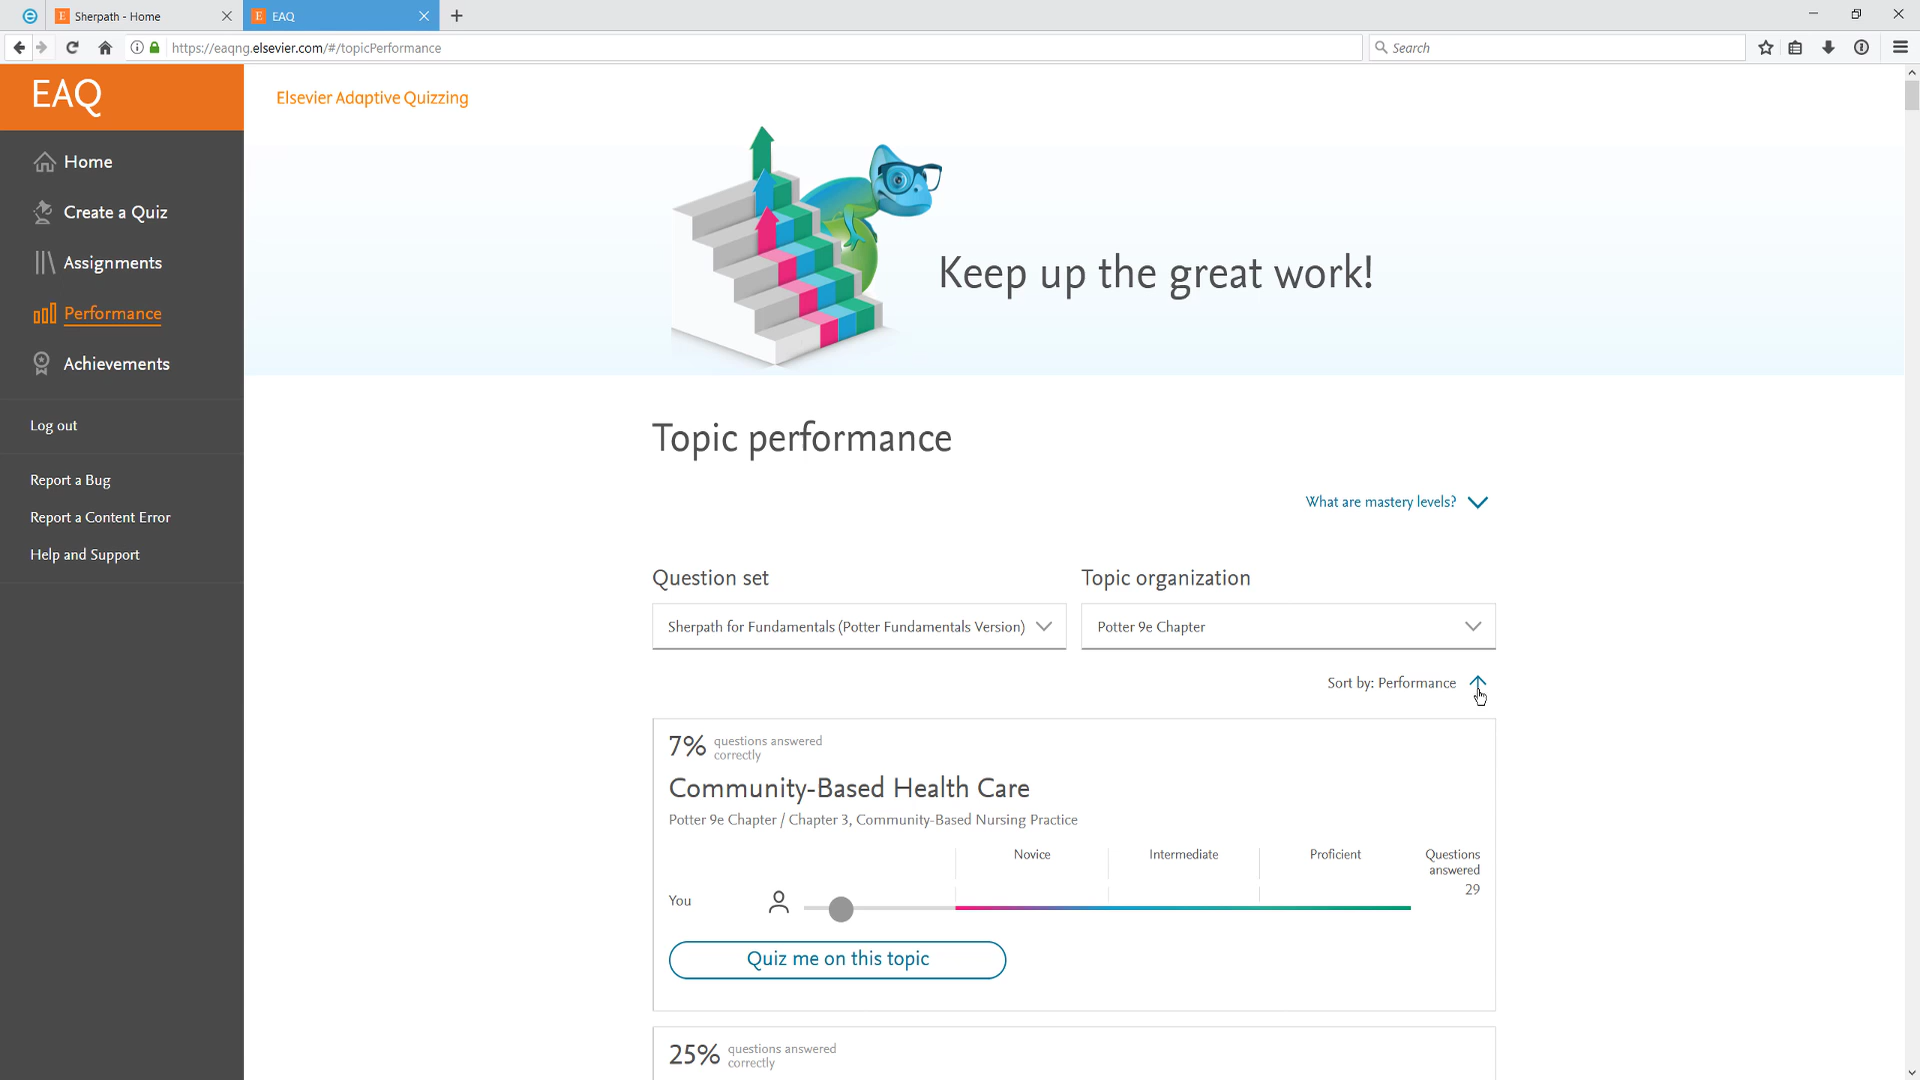 Sherpath - Home
EAQ
https://eaqng.elsevier.com/#/topicPerformance
Search
EAQ
Elsevier Adaptive Quizzing
Home
Create a Quiz
Assignments
Performance
Achievements
Log out
Report a Bug
Report a Content Error
Help and Support
Keep up the great work!
Topic performance
What are mastery levels?
Question set
Topic organization
Sherpath for Fundamentals (Potter Fundamentals Version)
Potter 9e Chapter
Sort by: Performance
7% questions answered
correctly
Community-Based Health Care
Potter 9e Chapter / Chapter 3, Community-Based Nursing Practice
Novice
Intermediate
Proficient
Questions
answered
29
You
Quiz me on this topic
25% questions answered
correctly